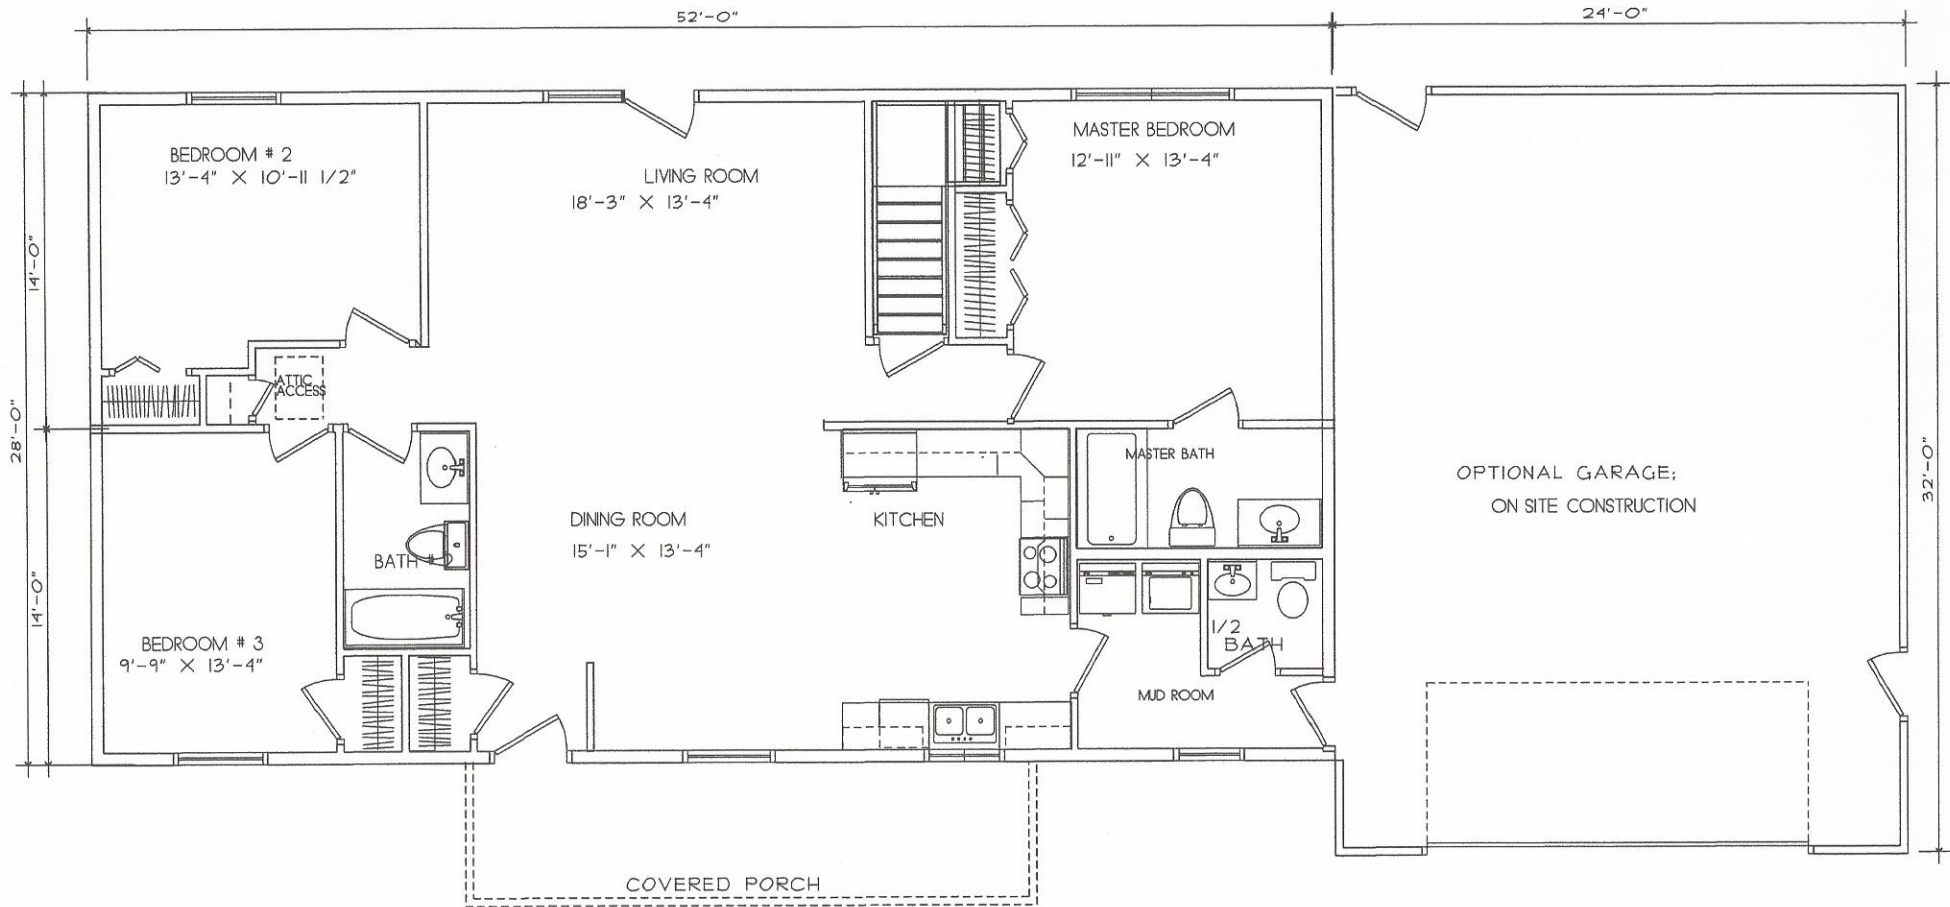 52'-0"
24'-0"
BEDROOM # 2
13'-4" X 10'-11 1/2"
LIVING ROOM
18'-3" X 13'-4"
MASTER BEDROOM
12'-11" X 13'-4"
14'-0"
28'-0"
14'-0"
ATTIC
ACCESS
MASTER BATH
OPTIONAL GARAGE;
ON SITE CONSTRUCTION
32'-0"
DINING ROOM
15'-1" X 13'-4"
KITCHEN
BATH #
BEDROOM # 3
9'-9" X 13'-4"
1/2
BATH
MUD ROOM
COVERED PORCH